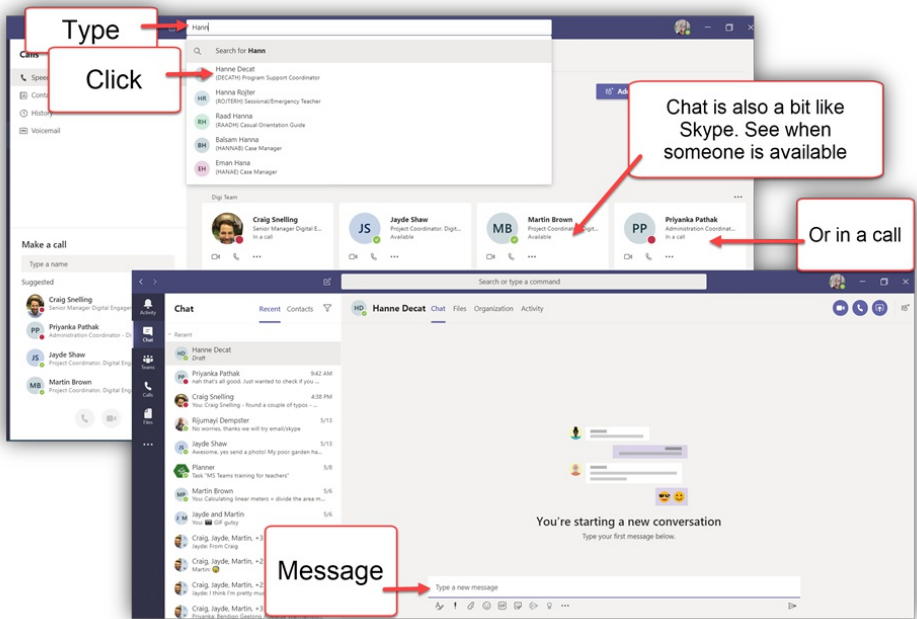 Type
Hann
Calls
Click
Search for Hann
Hanne Decat
(DECATH) Program Support Coordinator
HR
Hanna Rojter
(ROJTERH) Sessional/Emergency Teacher
RH
Raad Hanna
(RAADH) Casual Orientation Guide
BH
Balsam Hanna
(HANNAB) Case Manager
EH
Eman Hana
(HANAE) Case Manager
History
Voicemail
Chat is also a bit like
Skype. See when
someone is available
Digi Team
Craig Snelling
Senior Manager Digital E...
In a call
JS
Jayde Shaw
Project Coordinator. Digit...
Available
MB
Martin Brown
Available
PP
Priyanka Pathak
Administration Coordinat...
In a call
Or in a call
Make a call
Type a name
Suggested
Craig Snelling
Senior Manager Digital Engagem
PP
Priyanka Pathak
Administration Coordinator - Di
JS
Jayde Shaw
Project Coordinator. Digital Eng
MB
Martin Brown
Project Coordinator. Digital Eng
Search or type a command
Activity
Chat
Teams
Calls
Files
Chat
Recent Contacts
HD Hanne Decat Chat Files Organization Activity
Recent
HD
Hanne Decat
Draft
PP
Priyanka Pathak 9:42 AM
nah that's all good. Just wanted to check if you ...
Craig Snelling 4:38 PM
You: Craig Snelling - found a couple of typos - ...
Rijumayi Dempster 5/13
No worries, thanks we will try email/skype
JS
Jayde Shaw 5/13
Awesome, yes send a photo! My poor garden ha...
Planner 5/8
Task "MS Teams training for teachers"
MP
Martin Brown 5/6
You: Calculating linear meters = divide the area m...
J M
Jayde and Martin 5/6
You: GIF gutsy
Craig, Jayde, Martin, +3
Jayde: From Craig
Craig, Jayde, Martin, +2
Martin:
Craig, Jayde, Martin, +2
Jayde: I think I'm pretty muc
Craig, Jayde, Martin, +3
Priyanka: Bendigo Geelong
You're starting a new conversation
Type your first message below.
Message
Type a new message